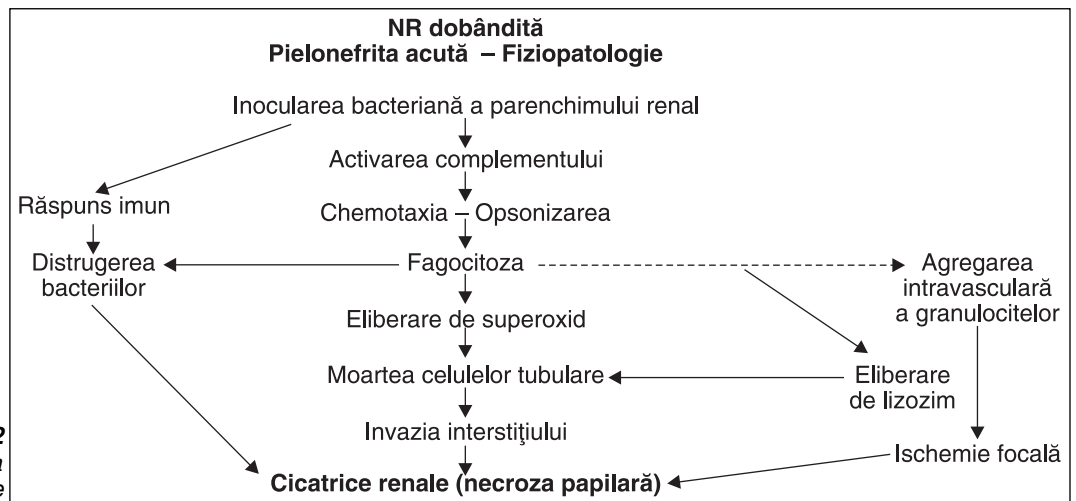 NR dobândită
Pielonefrita acută – Fiziopatologie
Inocularea bacteriană a parenchimului renal
Activarea complementului
Răspuns imun
Chemotaxia – Opsonizarea
Distrugerea
bacteriilor
Fagocitoza
Agregarea
intravasculară
a granulocitelor
Eliberare de superoxid
Moartea celulelor tubulare
Eliberare
de lizozim
Invazia interstiţiului
Ischemie focală
Cicatrice renale (necroza papilară)